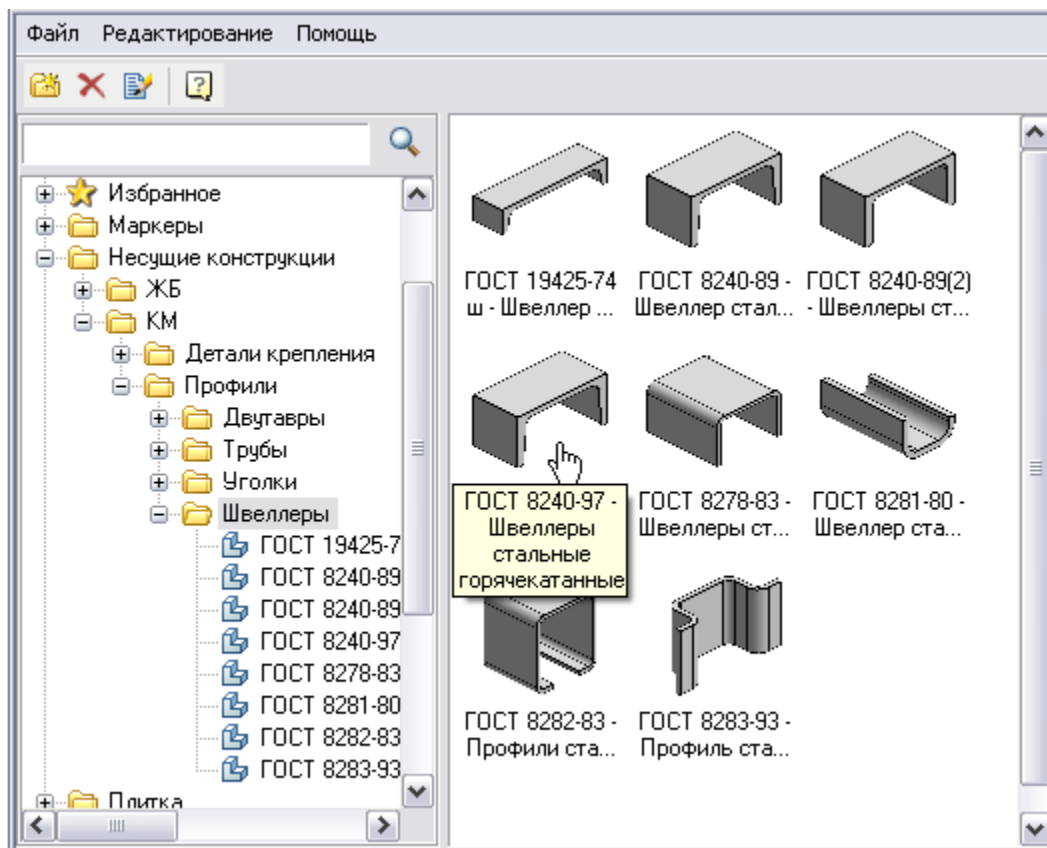 Файл Редактирование Помощь
Избранное
Маркеры
Несущие конструкции
ЖБ
КМ
Детали крепления
Профили
Двутавры
Трубы
Уголки
Швеллеры
ГОСТ 19425-7
ГОСТ 8240-89
ГОСТ 8240-89
ГОСТ 8240-97
ГОСТ 8278-83
ГОСТ 8281-80
ГОСТ 8282-83
ГОСТ 8283-93
Плитка
ГОСТ 19425-74
ш - Швеллер ...
ГОСТ 8240-89 -
Швеллер стал...
ГОСТ 8240-89(2)
- Швеллеры ст...
ГОСТ 8240-97 -
Швеллеры
стальные
горячекатанные
ГОСТ 8278-83 -
Швеллеры ст...
ГОСТ 8281-80 -
Швеллер ста...
ГОСТ 8282-83 -
Профили ста...
ГОСТ 8283-93 -
Профиль ста...